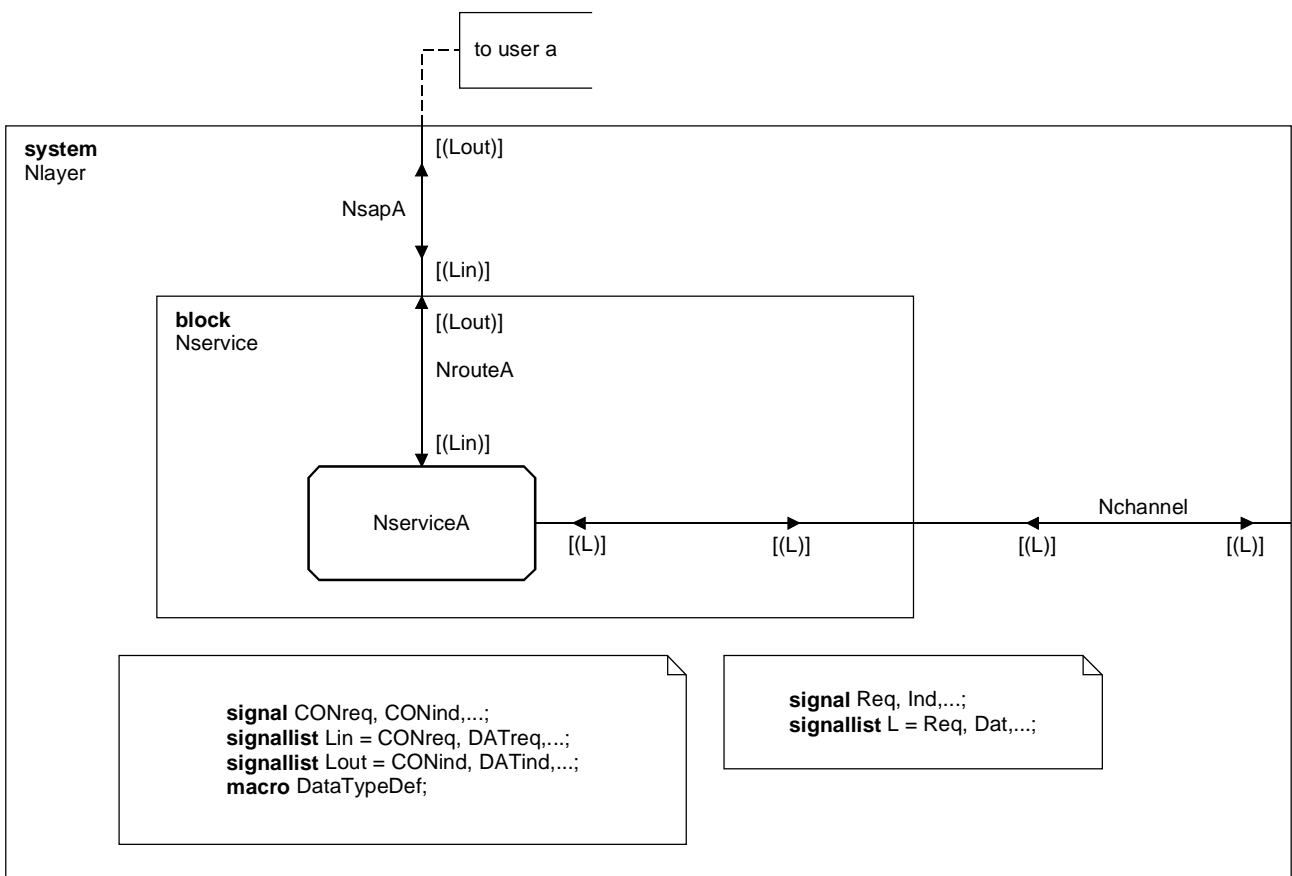 to user a
system
Nlayer
[(Lout)]
NsapA
[(Lin)]
block
Nservice
[(Lout)]
NrouteA
[(Lin)]
NserviceA
Nchannel
[(L)]
[(L)]
[(L)]
[(L)]
signal CONreq, CONind,...;
signallist Lin = CONreq, DATreq,...;
signallist Lout = CONind, DATind,...;
macro DataTypeDef;
signal Req, Ind,...;
signallist L = Req, Dat,...;